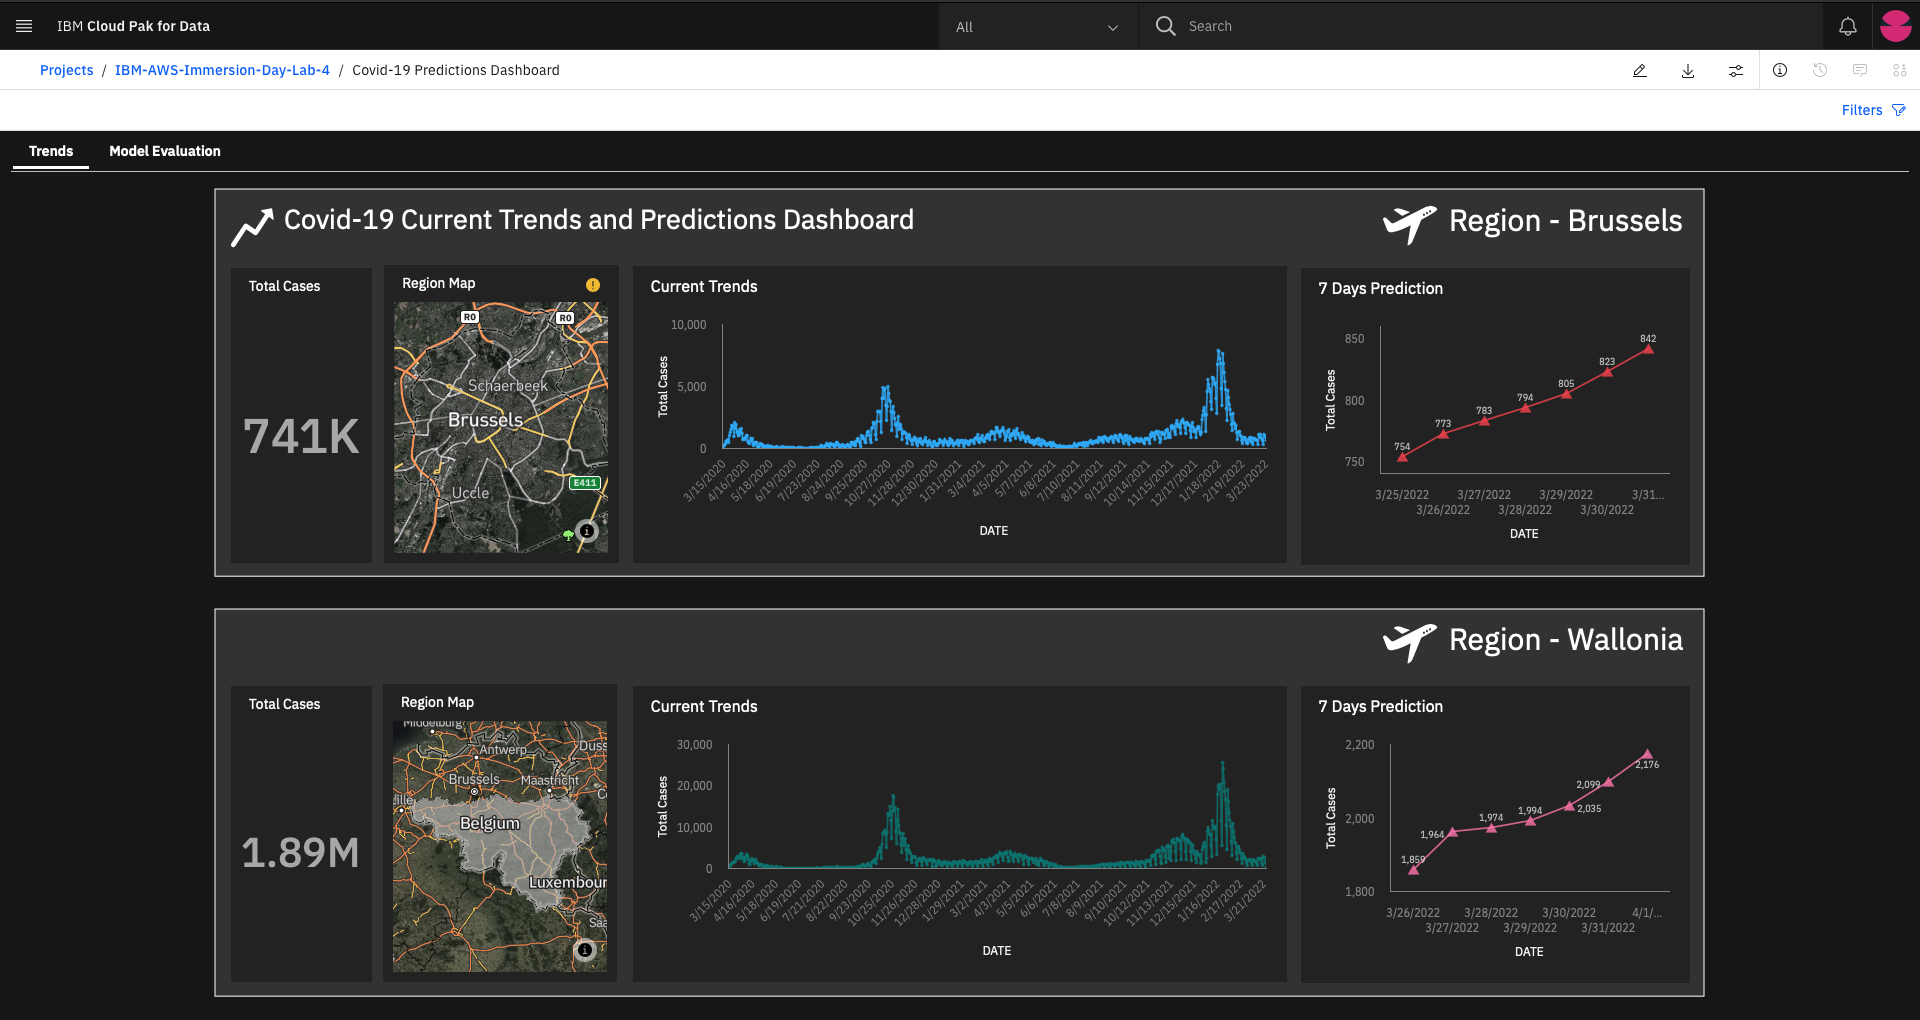 IBM Cloud Pak for Data
All
Search
Projects / IBM-AWS-Immersion-Day-Lab-4 / Covid-19 Predictions Dashboard
Filters
Trends
Model Evaluation
Covid-19 Current Trends and Predictions Dashboard
Region - Brussels
Total Cases
741K
Region Map
R0
R0
Schaerbeek
Brussels
Uccle
E411
Current Trends
Total Cases
10,000
5,000
0
3/15/2020
4/16/2020
5/18/2020
6/19/2020
7/23/2020
8/24/2020
9/25/2020
10/27/2020
11/28/2020
12/30/2020
1/31/2021
3/4/2021
4/5/2021
5/7/2021
6/8/2021
7/10/2021
8/11/2021
9/12/2021
10/14/2021
11/15/2021
12/17/2021
1/18/2022
2/19/2022
3/23/2022
DATE
7 Days Prediction
Total Cases
850
800
750
754
773
783
794
805
823
842
3/25/2022
3/26/2022
3/27/2022
3/28/2022
3/29/2022
3/30/2022
3/31...
DATE
Region - Wallonia
Total Cases
1.89M
Region Map
Middelburg
Antwerp
Duss
Brussels
Maastricht
C
ille
Belgium
Luxembour
Saa
Current Trends
Total Cases
30,000
20,000
10,000
0
3/15/2020
4/16/2020
5/18/2020
6/19/2020
7/21/2020
8/22/2020
9/23/2020
10/25/2020
11/26/2020
12/28/2020
1/29/2021
3/2/2021
4/3/2021
5/5/2021
6/6/2021
7/8/2021
8/9/2021
9/10/2021
10/12/2021
11/13/2021
12/15/2021
1/16/2022
2/17/2022
3/21/2022
DATE
7 Days Prediction
Total Cases
2,200
2,000
1,800
1,859
1,964
1,974
1,994
2,035
2,099
2,176
3/26/2022
3/27/2022
3/28/2022
3/29/2022
3/30/2022
3/31/2022
4/1/...
DATE